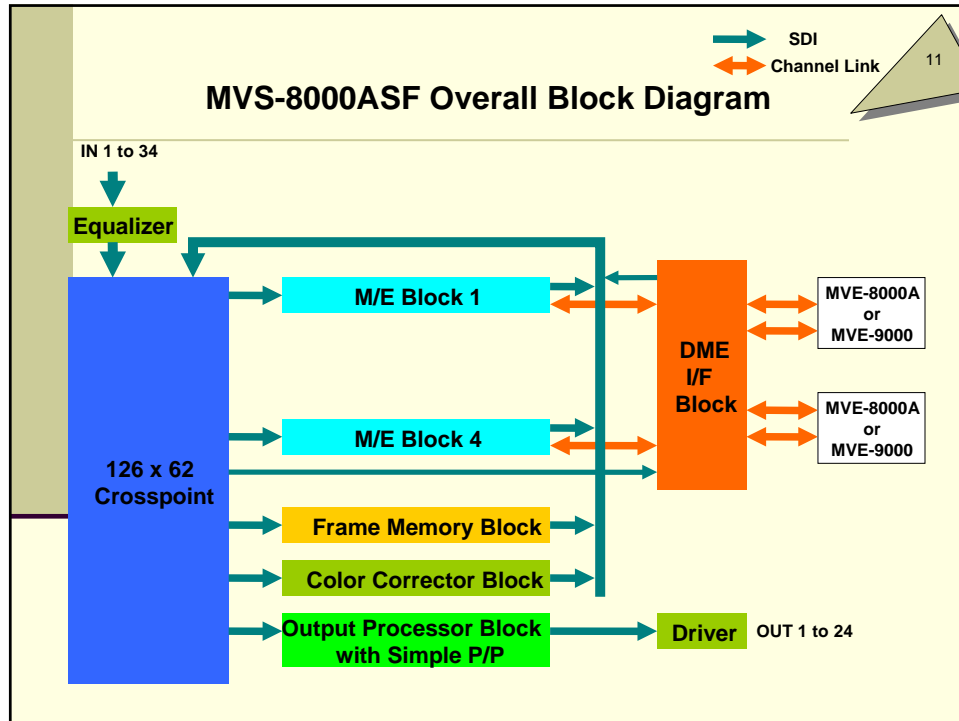 SDI
Channel Link
11
MVS-8000ASF Overall Block Diagram
IN 1 to 34
Equalizer
M/E Block 1
MVE-8000A
or
MVE-9000
DME
I/F
Block
M/E Block 4
MVE-8000A
or
MVE-9000
126 x 62
Crosspoint
Frame Memory Block
Color Corrector Block
Output Processor Block
with Simple P/P
Driver
OUT 1 to 24